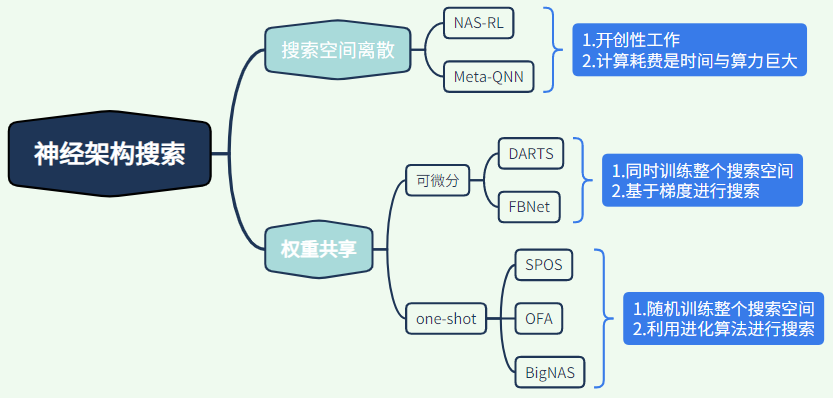 神经架构搜索
搜索空间离散
NAS-RL
Meta-QNN
1.开创性工作
2.计算耗费是时间与算力巨大
权重共享
可微分
DARTS
FBNet
1.同时训练整个搜索空间
2.基于梯度进行搜索
one-shot
SPOS
OFA
BigNAS
1.随机训练整个搜索空间
2.利用进化算法进行搜索